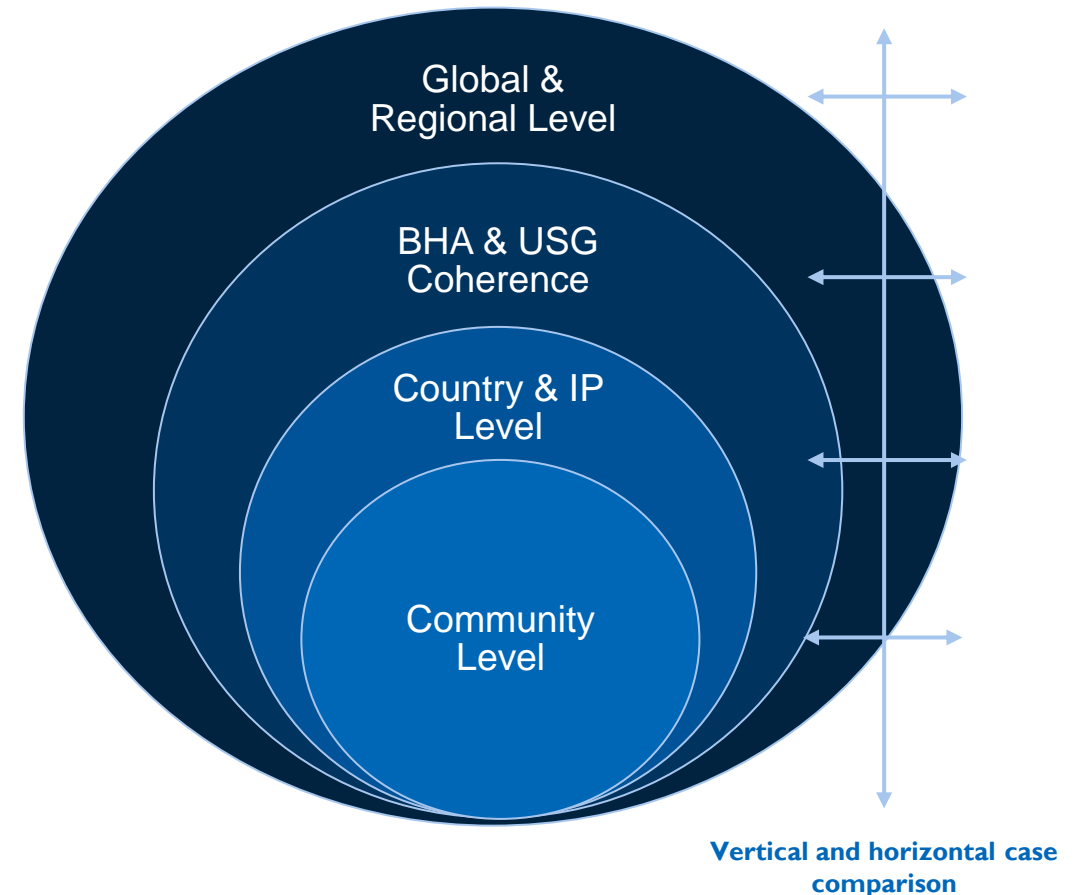 Global &
Regional Level
BHA & USG
Coherence
Country & IP
Level
Community
Level
Vertical and horizontal case
comparison